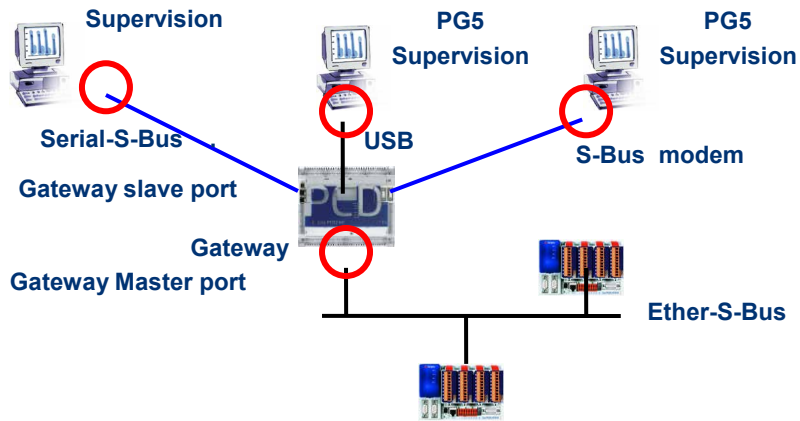 Supervision
PG5
Supervision
PG5
Supervision
Serial-S-Bus .
USB
S-Bus modem
Gateway slave port
PCD
Gateway
Gateway Master port
Ether-S-Bus